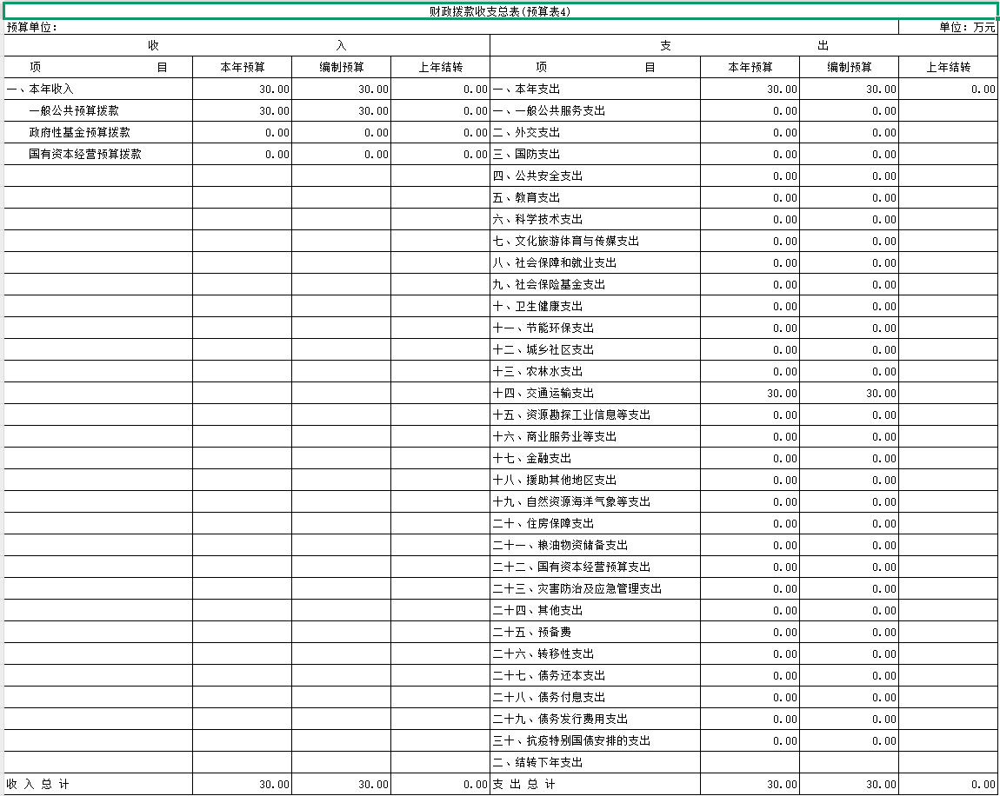 财政拨款收支总表(预算表4)
预算单位: 单位: 万元
收 入 支 出
项 目 本年预算 编制预算 上年结转 项 目 本年预算 编制预算 上年结转
一、本年收入 30.00 30.00 0.00 一、本年支出 30.00 30.00 0.00
一般公共预算拨款 30.00 30.00 0.00 一、一般公共服务支出 0.00 0.00
政府性基金预算拨款 0.00 0.00 0.00 二、外交支出 0.00 0.00
国有资本经营预算拨款 0.00 0.00 0.00 三、国防支出 0.00 0.00
四、公共安全支出 0.00 0.00
五、教育支出 0.00 0.00
六、科学技术支出 0.00 0.00
七、文化旅游体育与传媒支出 0.00 0.00
八、社会保障和就业支出 0.00 0.00
九、社会保险基金支出 0.00 0.00
十、卫生健康支出 0.00 0.00
十一、节能环保支出 0.00 0.00
十二、城乡社区支出 0.00 0.00
十三、农林水支出 0.00 0.00
十四、交通运输支出 30.00 30.00
十五、资源勘探工业信息等支出 0.00 0.00
十六、商业服务业等支出 0.00 0.00
十七、金融支出 0.00 0.00
十八、援助其他地区支出 0.00 0.00
十九、自然资源海洋气象等支出 0.00 0.00
二十、住房保障支出 0.00 0.00
二十一、粮油物资储备支出 0.00 0.00
二十二、国有资本经营预算支出 0.00 0.00
二十三、灾害防治及应急管理支出 0.00 0.00
二十四、其他支出 0.00 0.00
二十五、预备费 0.00 0.00
二十六、转移性支出 0.00 0.00
二十七、债务还本支出 0.00 0.00
二十八、债务付息支出 0.00 0.00
二十九、债务发行费用支出 0.00 0.00
三十、抗疫特别国债安排的支出 0.00 0.00
二、结转下年支出
收 入 总 计 30.00 30.00 0.00 支 出 总 计 30.00 30.00 0.00